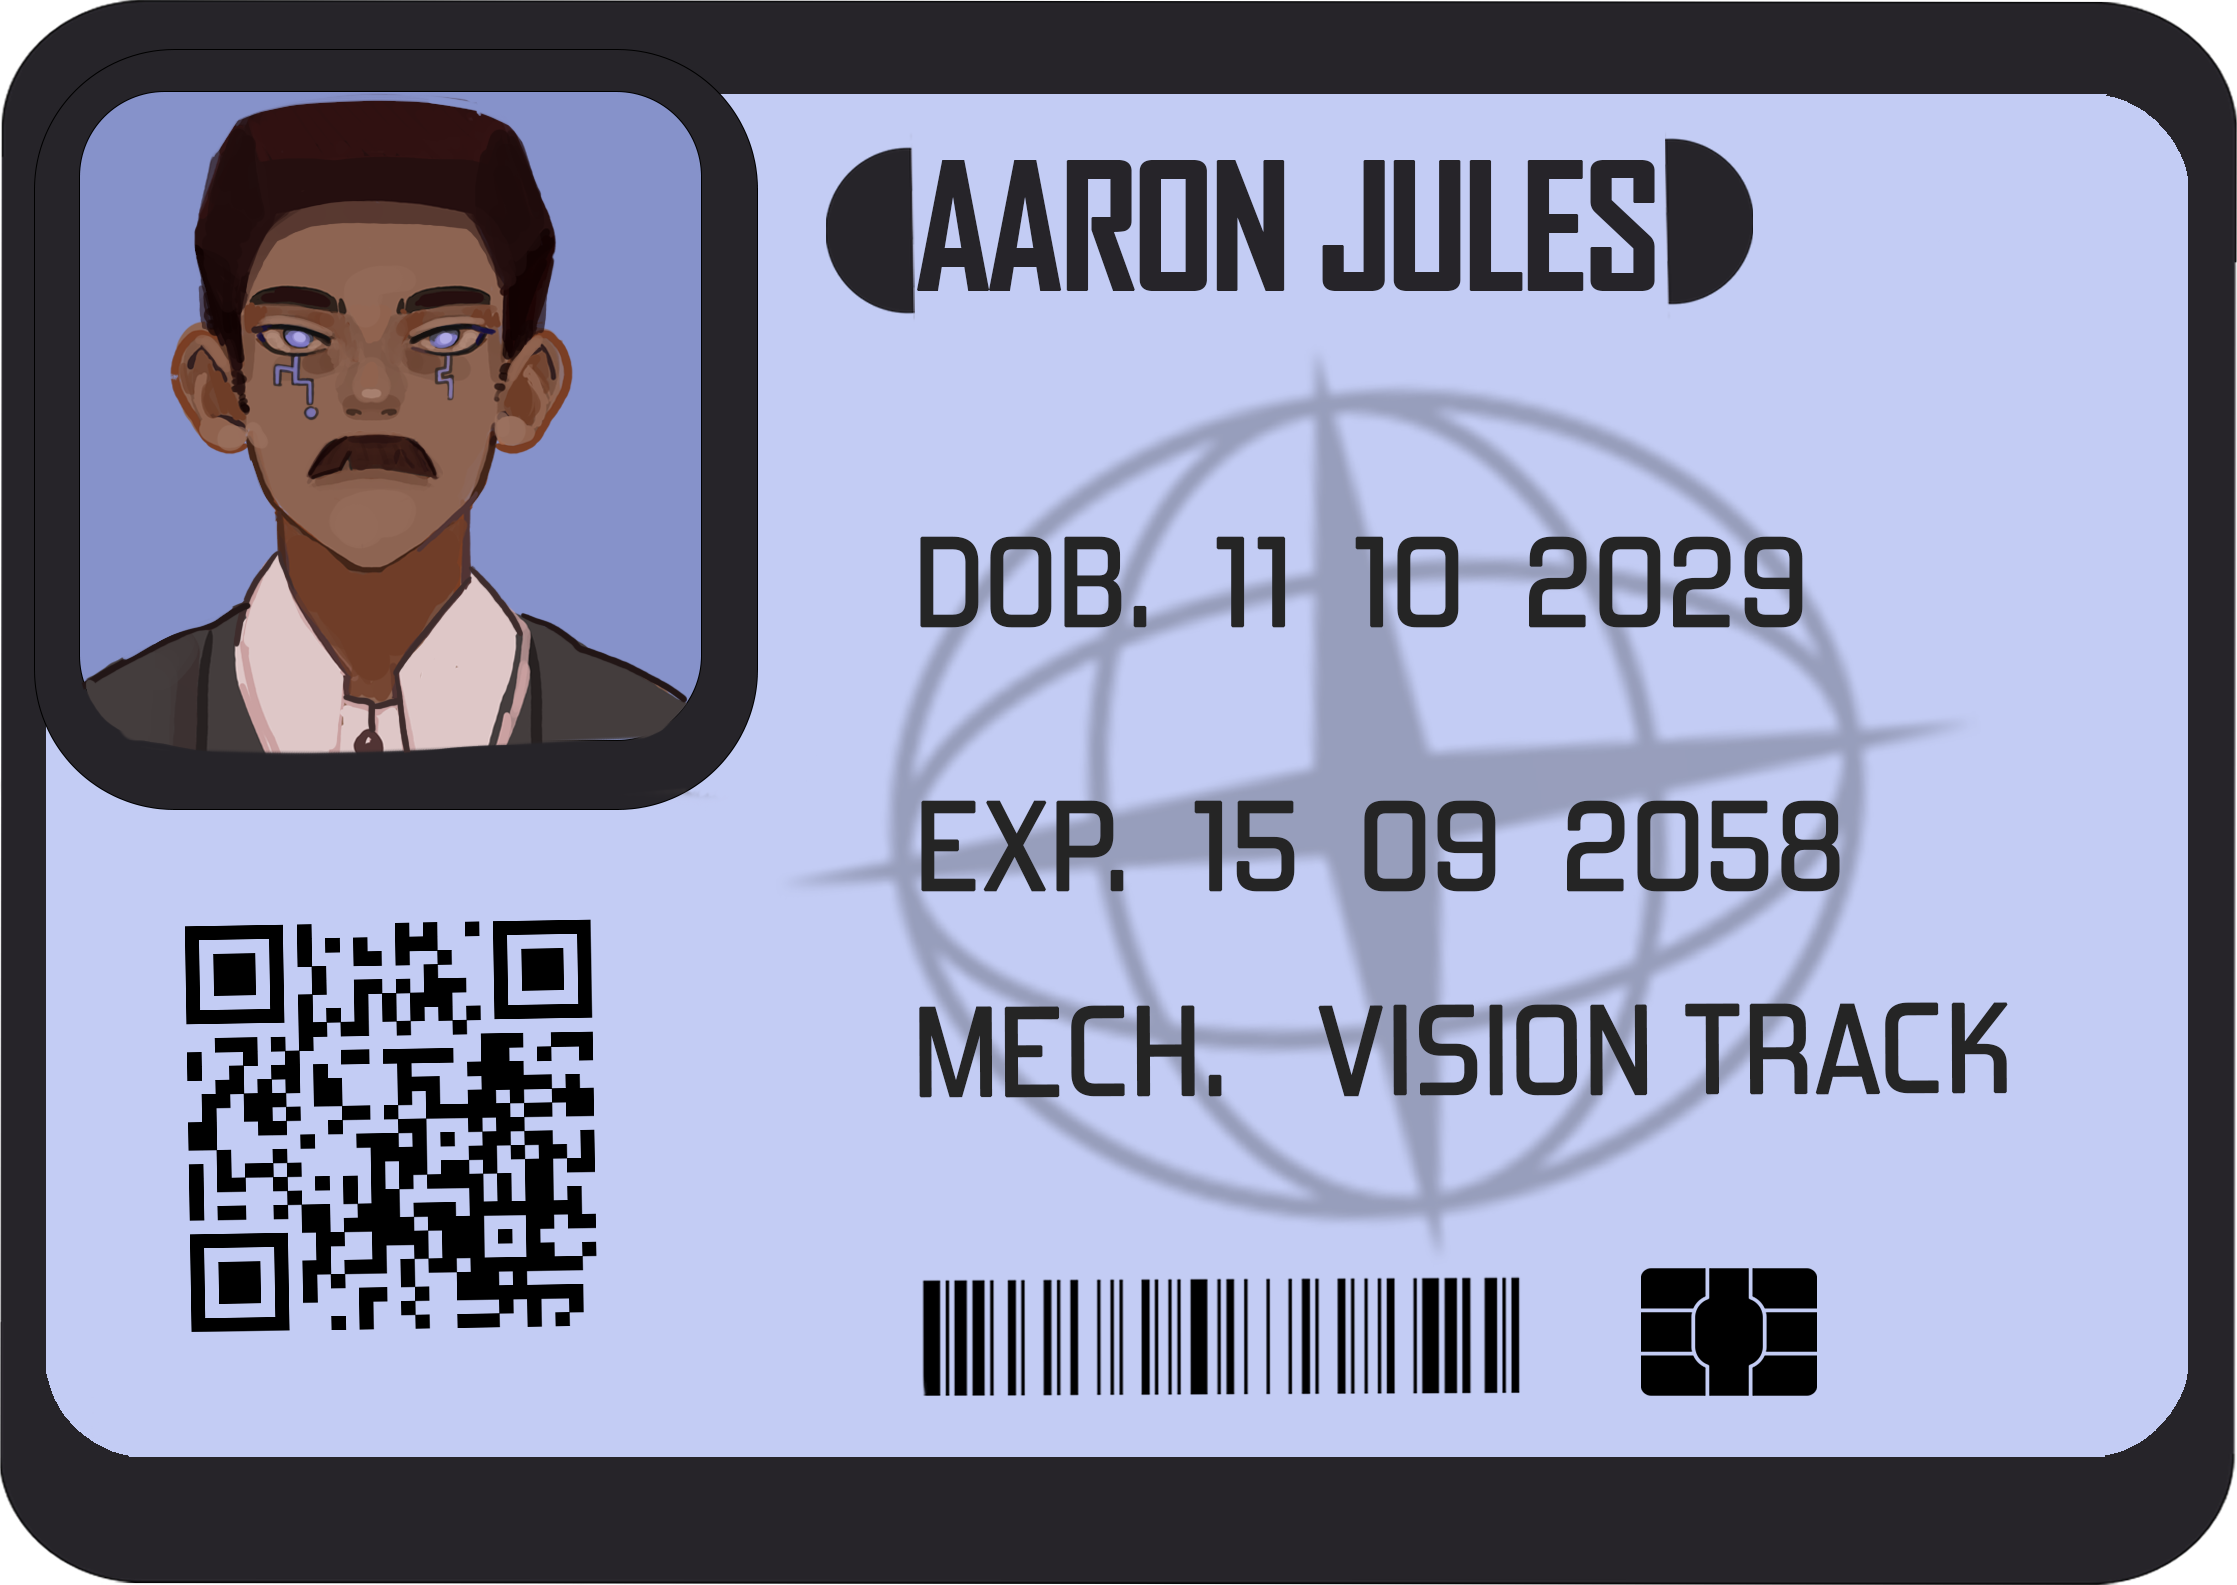 AARON JULES
DOB. 11 10 2029
EXP. 15 09 2058
MECH. VISION TRACK